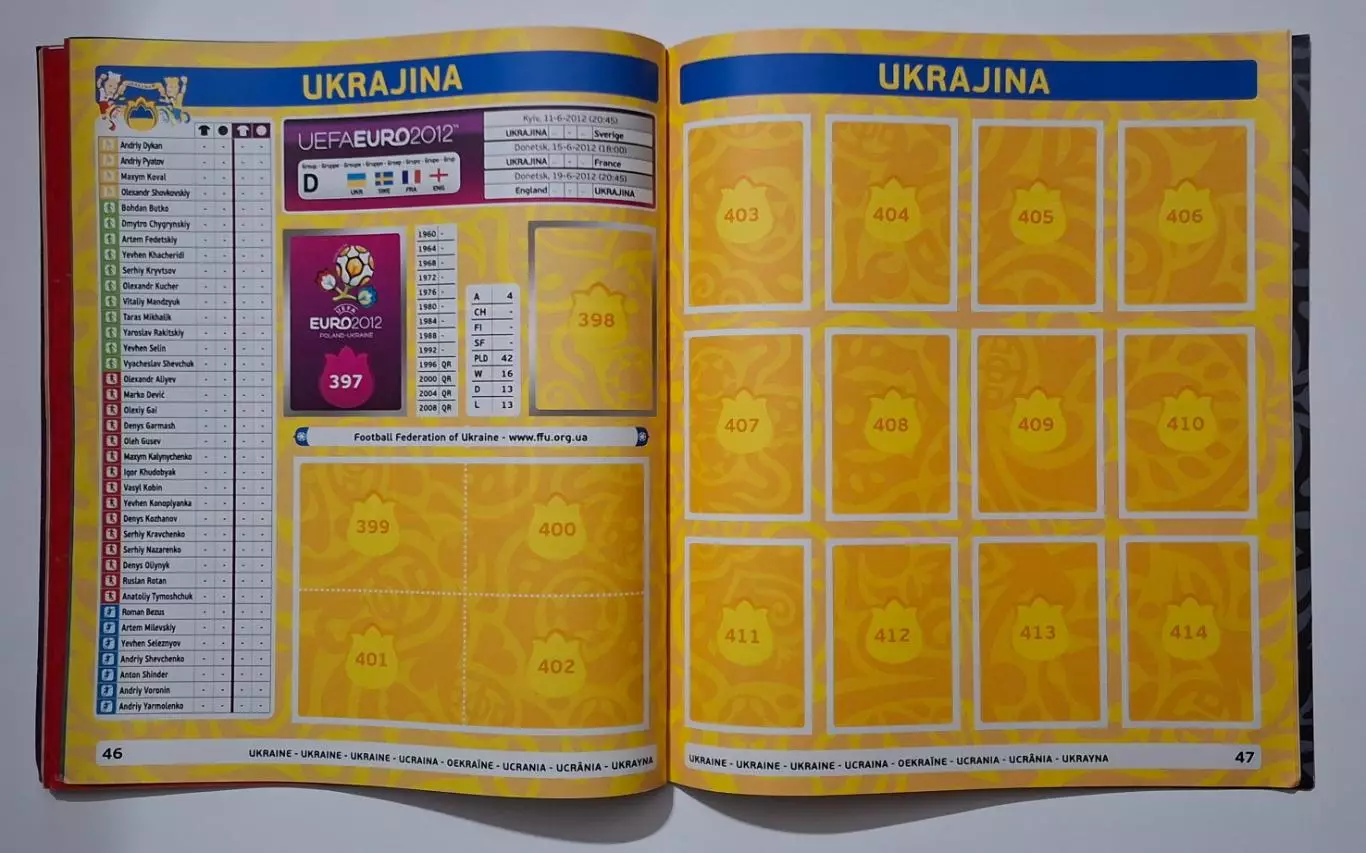 UKRAJINA
Andriy Dykan - - - -
Andriy Pyatov - - - -
Maxym Koval - - - -
Olexandr Shovkovskiy - - - -
Bohdan Butko - - - -
Dmytro Chygrynskiy - - - -
Artem Fedetskiy - - - -
Yevhen Khacheridi - - - -
Serhiy Kryvtsov - - - -
Olexandr Kucher - - - -
Vitaliy Mandzyuk - - - -
Taras Mikhalik - - - -
Yaroslav Rakitskiy - - - -
Yevhen Selin - - - -
Vyacheslav Shevchuk - - - -
Olexandr Aliyev - - - -
Marko Dević - - - -
Olexiy Gai - - - -
Denys Garmash - - - -
Oleh Gusev - - - -
Maxym Kalynychenko - - - -
Igor Khudobyak - - - -
Vasyl Kobin - - - -
Yevhen Konoplyanka - - - -
Denys Kozhanov - - - -
Serhiy Kravchenko - - - -
Serhiy Nazarenko - - - -
Denys Oliynyk - - - -
Ruslan Rotan - - - -
Anatoliy Tymoshchuk - - - -
Roman Bezus - - - -
Artem Milevskiy - - - -
Yevhen Seleznyov - - - -
Andriy Shevchenko - - - -
Anton Shinder - - - -
Andriy Voronin - - - -
Andriy Yarmolenko - - - -
UEFAEURO2012™
Group - Gruppe - Groupe - Gruppo - Groep - Grupo - Grup
D
UKR SWE FRA ENG
Kyiv, 11-6-2012 (20:45)
UKRAJINA - - - Sverige
Donetsk, 15-6-2012 (18:00)
UKRAJINA - - - France
Donetsk, 19-6-2012 (20:45)
England - - - UKRAJINA
UEFA
EURO2012
POLAND-UKRAINE
397
1960 -
1964 -
1968 -
1972 -
1976 -
1980 -
1984 -
1988 -
1992 -
1996 QR
2000 QR
2004 QR
2008 QR
A 4
CH -
FI -
SF -
PLD 42
W 16
D 13
L 13
398
Football Federation of Ukraine - www.ffu.org.ua
399
400
401
402
46
UKRAINE - UKRAINE - UKRAINE - UCRAINA - OEKRAÏNE - UCRANIA - UCRÂNIA - UKRAYNA
UKRAJINA
403
404
405
406
407
408
409
410
411
412
413
414
UKRAINE - UKRAINE - UKRAINE - UCRAINA - OEKRAÏNE - UCRANIA - UCRÂNIA - UKRAYNA
47